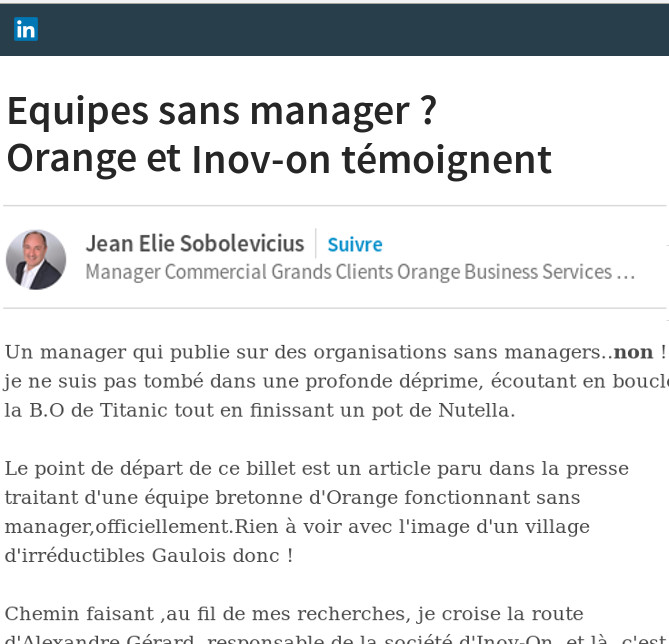 in
Equipes sans manager ?
Orange et Inov-on témoignent
Jean Elie Sobolevicius
Suivre
Manager Commercial Grands Clients Orange Business Services …
Un manager qui publie sur des organisations sans managers..non !
je ne suis pas tombé dans une profonde déprime, écoutant en boucle
la B.O de Titanic tout en finissant un pot de Nutella.
Le point de départ de ce billet est un article paru dans la presse
traitant d'une équipe bretonne d'Orange fonctionnant sans
manager,officiellement.Rien à voir avec l'image d'un village
d'irréductibles Gaulois donc !
Chemin faisant ,au fil de mes recherches, je croise la route
d'Alexandre Gérard, responsable de la société d'Inov-On, et là, c'est